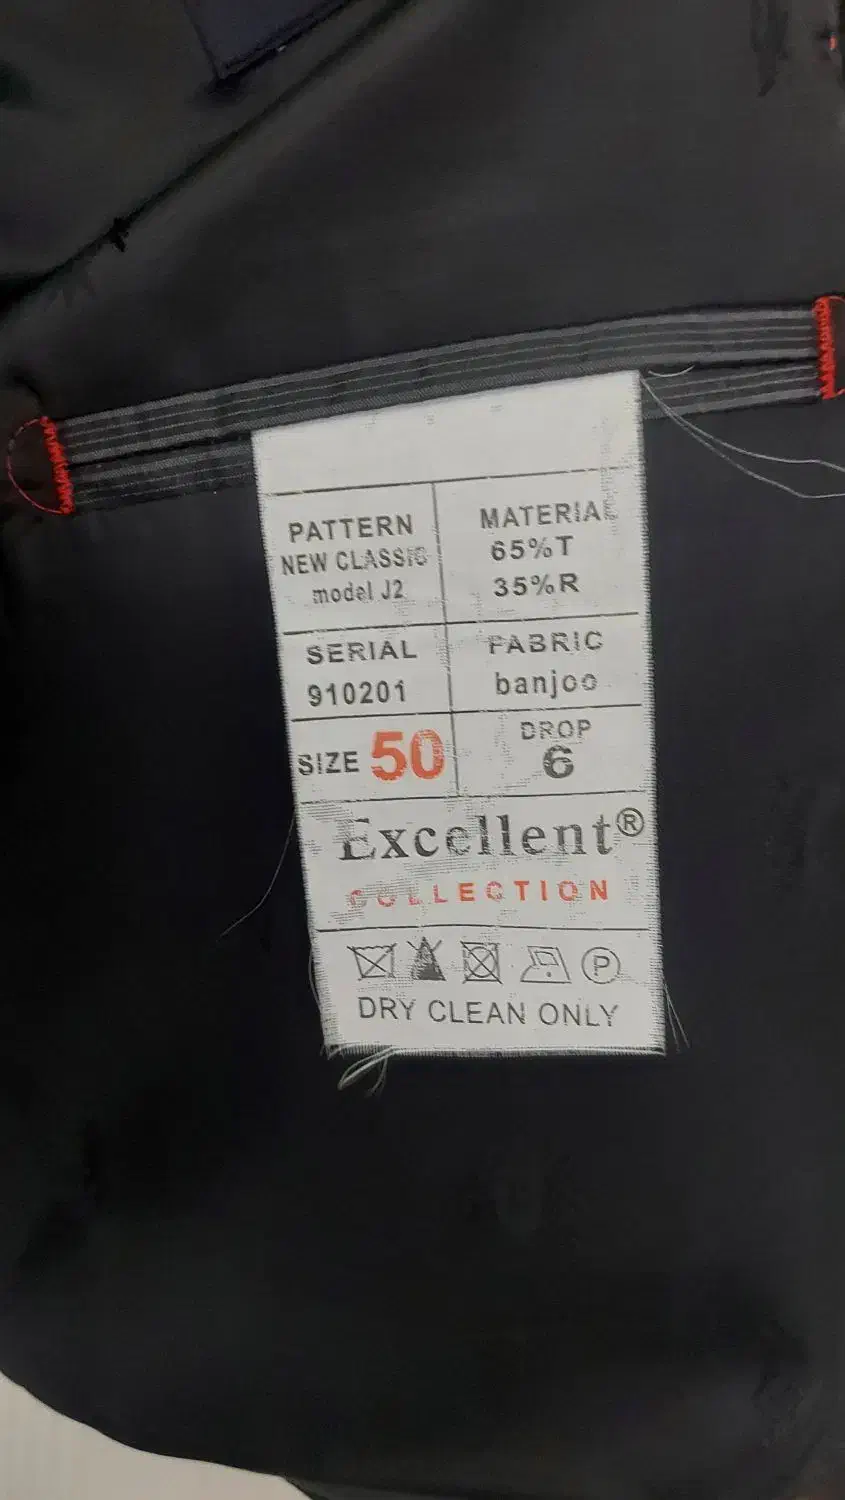 PATTERN
NEW CLASSIC
model J2
MATERIAL
65%T
35%R
SERIAL
910201
FABRIC
banjoo
SIZE 50
DROP
6
Excellent®
COLLECTION
P
DRY CLEAN ONLY